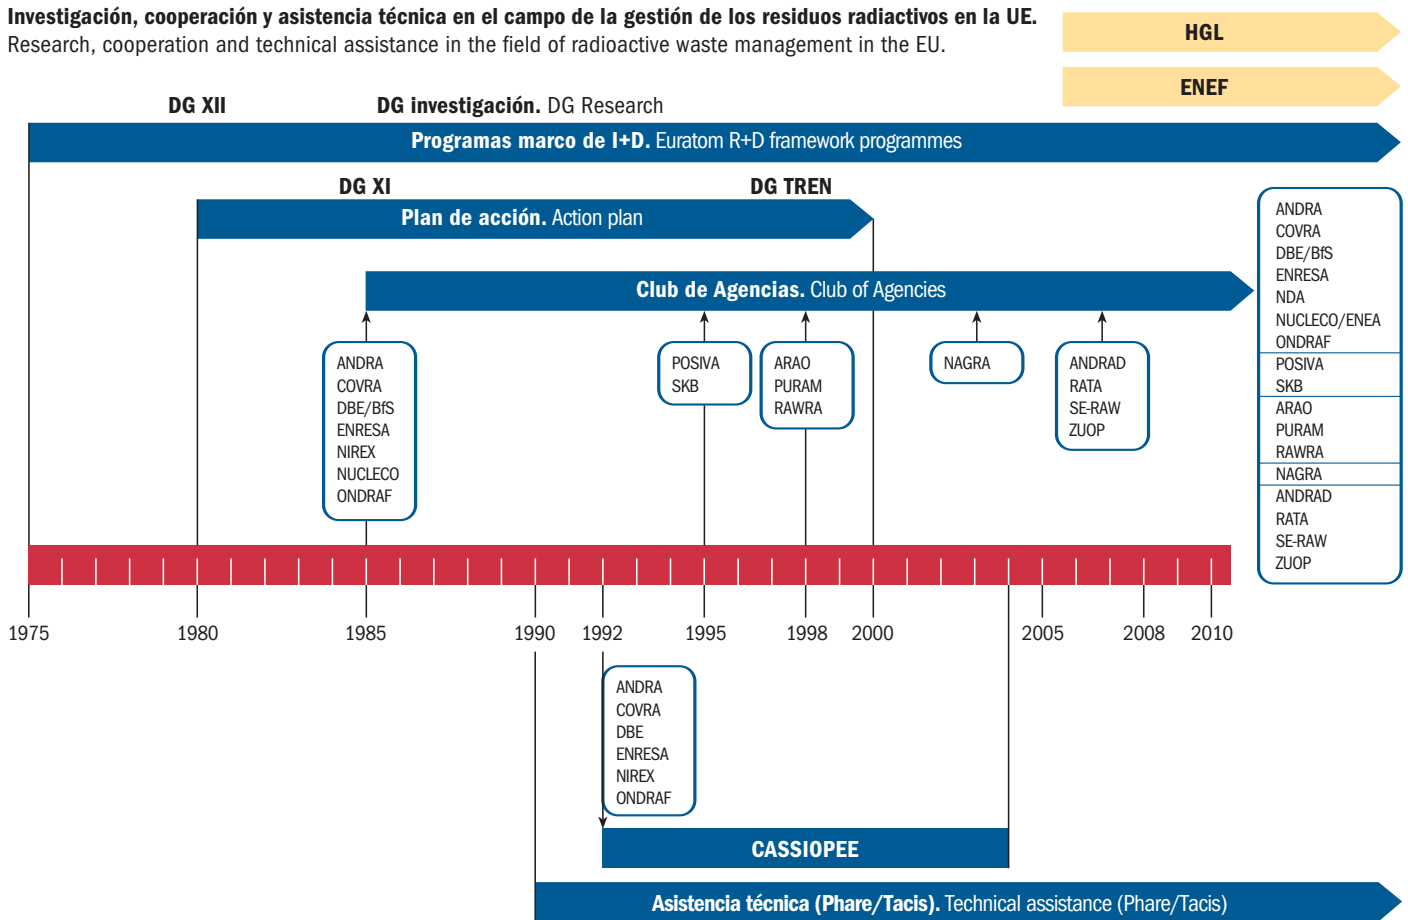 Investigación, cooperación y asistencia técnica en el campo de la gestión de los residuos radiactivos en la UE.
Research, cooperation and technical assistance in the field of radioactive waste management in the EU.
HGL
ENEF
DG XII
DG investigación. DG Research
Programas marco de I+D. Euratom R+D framework programmes
DG XI
DG TREN
Plan de acción. Action plan
Club de Agencias. Club of Agencies
ANDRA
COVRA
DBE/BfS
ENRESA
NIREX
NUCLECO
ONDRAF
POSIVA
SKB
ARAO
PURAM
RAWRA
NAGRA
ANDRAD
RATA
SE-RAW
ZUOP
ANDRA
COVRA
DBE/BfS
ENRESA
NDA
NUCLECO/ENEA
ONDRAF
POSIVA
SKB
ARAO
PURAM
RAWRA
NAGRA
ANDRAD
RATA
SE-RAW
ZUOP
1975 1980 1985 1990 1992 1995 1998 2000 2005 2008 2010
ANDRA
COVRA
DBE
ENRESA
NIREX
ONDRAF
CASSIOPEE
Asistencia técnica (Phare/Tacis). Technical assistance (Phare/Tacis)